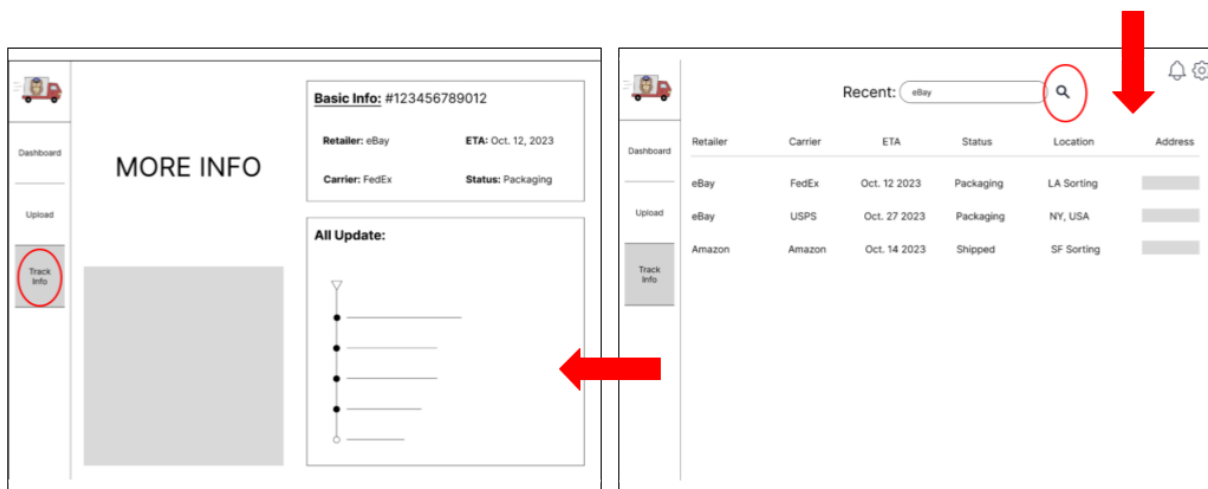 Dashboard
Upload
Track
Info
MORE INFO
Basic Info: #123456789012
Retailer: eBay
ETA: Oct. 12, 2023
Carrier: FedEx
Status: Packaging
All Update:
Recent: eBay
Dashboard
Upload
Track
Info
Retailer Carrier ETA Status Location Address
eBay FedEx Oct. 12 2023 Packaging LA Sorting
eBay USPS Oct. 27 2023 Packaging NY, USA
Amazon Amazon Oct. 14 2023 Shipped SF Sorting